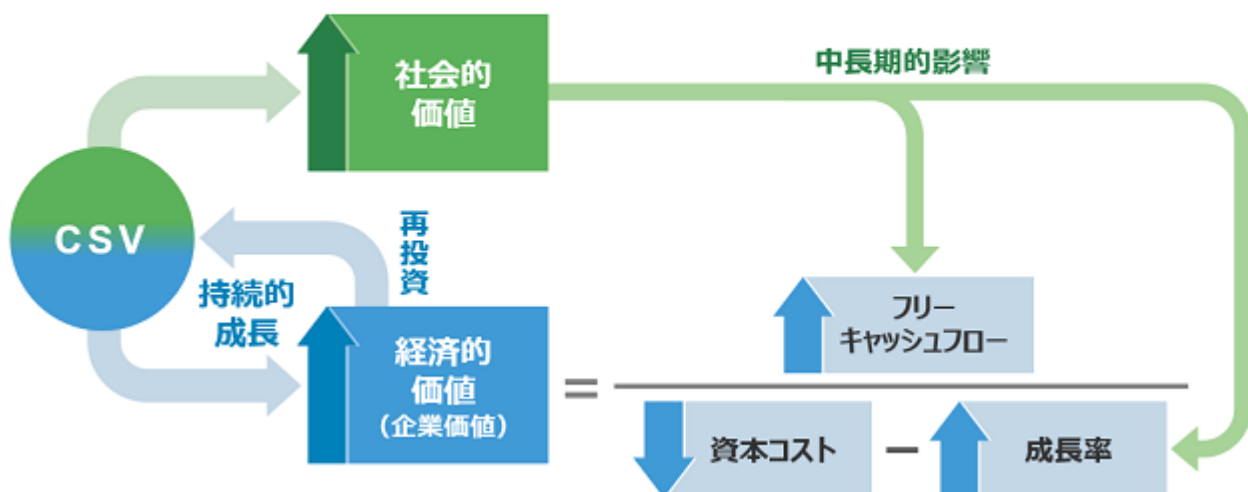 社会的
価値
中長期的影響
CSV
再
投
資
持続的
成長
経済的
価値
（企業価値）
=
フリー
キャッシュフロー
資本コスト
－
成長率